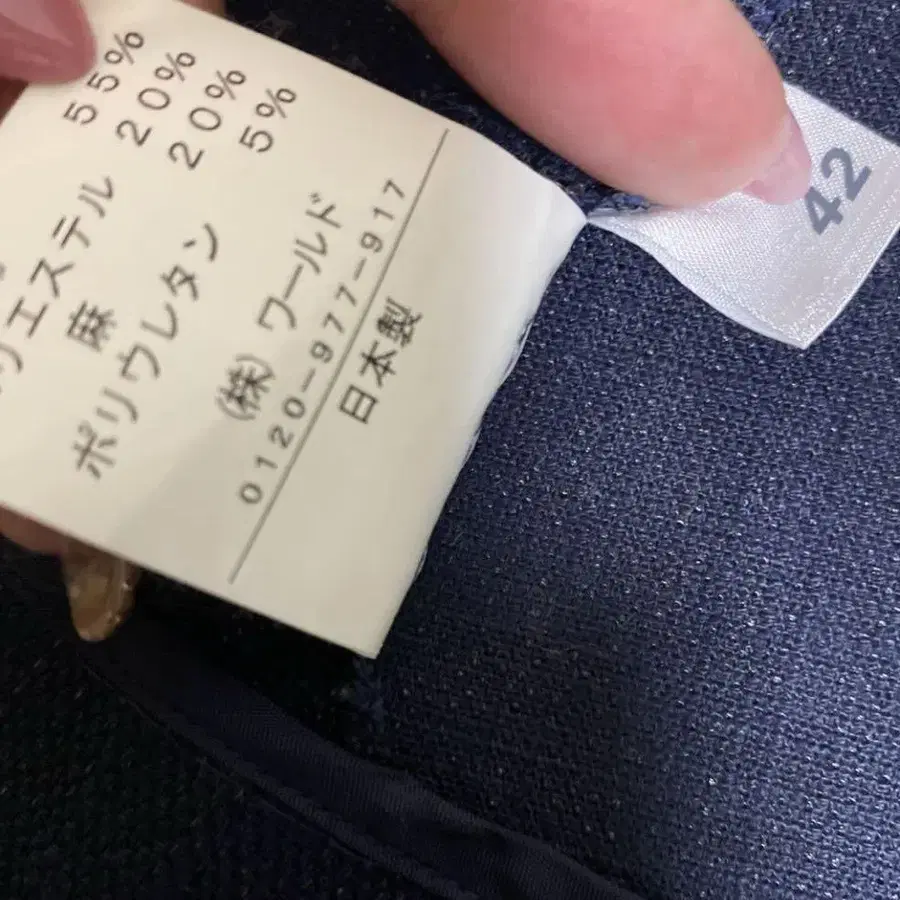 55%
エステル 20%
麻 20%
ポリウレタン 5%
(株) ワールド
0120-977-917
日本製
42